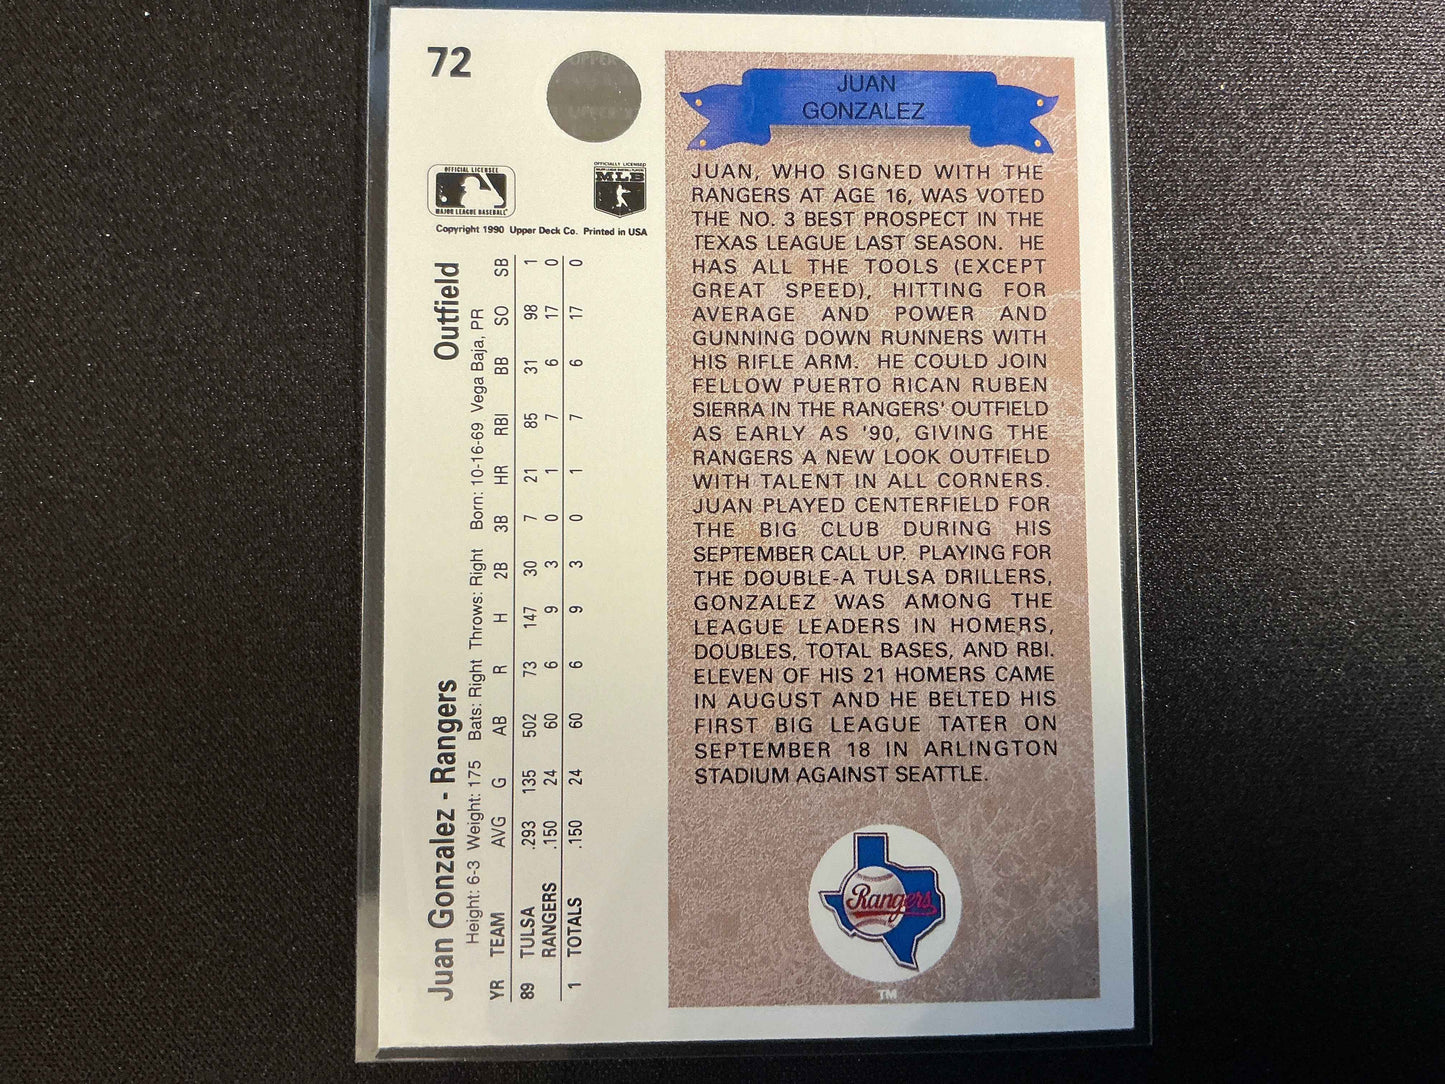 72
UPPER
UPPER
OFFICIAL LICENSEE
MAJOR LEAGUE BASEBALL
OFFICIALLY LICENSED
MLB
Copyright 1990 Upper Deck Co. Printed in USA
Juan Gonzalez - Rangers Outfield
Height: 6-3 Weight: 175 Bats: Right Throws: Right Born: 10-16-69 Vega Baja, PR
YR TEAM AVG G AB R H 2B 3B HR RBI BB SO SB
89 TULSA .293 135 502 73 147 30 7 21 85 31 98 1
RANGERS .150 24 60 6 9 3 0 1 7 6 17 0
1 TOTALS .150 24 60 6 9 3 0 1 7 6 17 0
JUAN
GONZALEZ
JUAN, WHO SIGNED WITH THE
RANGERS AT AGE 16, WAS VOTED
THE NO. 3 BEST PROSPECT IN THE
TEXAS LEAGUE LAST SEASON. HE
HAS ALL THE TOOLS (EXCEPT
GREAT SPEED), HITTING FOR
AVERAGE AND POWER AND
GUNNING DOWN RUNNERS WITH
HIS RIFLE ARM. HE COULD JOIN
FELLOW PUERTO RICAN RUBEN
SIERRA IN THE RANGERS' OUTFIELD
AS EARLY AS '90, GIVING THE
RANGERS A NEW LOOK OUTFIELD
WITH TALENT IN ALL CORNERS.
JUAN PLAYED CENTERFIELD FOR
THE BIG CLUB DURING HIS
SEPTEMBER CALL UP. PLAYING FOR
THE DOUBLE-A TULSA DRILLERS,
GONZALEZ WAS AMONG THE
LEAGUE LEADERS IN HOMERS,
DOUBLES, TOTAL BASES, AND RBI.
ELEVEN OF HIS 21 HOMERS CAME
IN AUGUST AND HE BELTED HIS
FIRST BIG LEAGUE TATER ON
SEPTEMBER 18 IN ARLINGTON
STADIUM AGAINST SEATTLE.
Rangers
TM